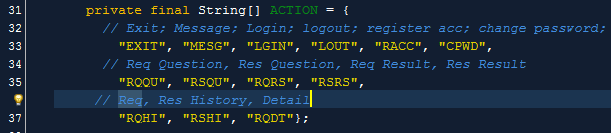 31 private final String[] ACTION = {
32 // Exit; Message; Login; logout; register acc; change password;
33 "EXIT", "MESG", "LGIN", "LOUT", "RACC", "CPWD",
34 // Req Question, Res Question, Req Result, Res Result
35 "RQQU", "RSQU", "RQRS", "RSRS",
// Req, Res History, Detail
37 "RQHI", "RSHI", "RQDT"};